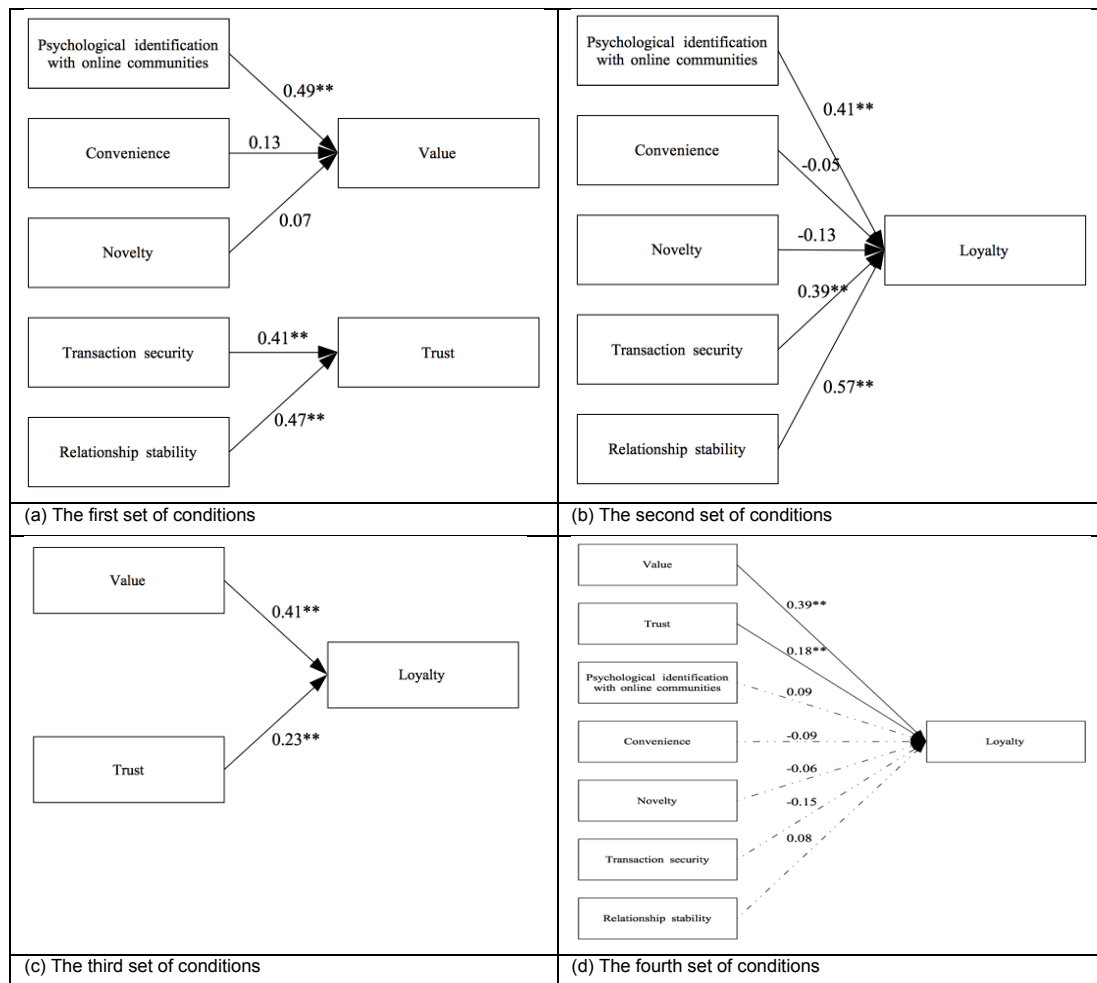 Psychological identification
with online communities
0.49**
Convenience
0.13
Value
0.07
Novelty
Transaction security
0.41**
Trust
0.47**
Relationship stability
(a) The first set of conditions
Psychological identification
with online communities
0.41**
Convenience
-0.05
Novelty
-0.13
Loyalty
0.39**
Transaction security
0.57**
Relationship stability
(b) The second set of conditions
Value
0.41**
Loyalty
0.23**
Trust
(c) The third set of conditions
Value
0.39**
Trust
0.18**
Psychological identification
with online communities
0.09
Convenience
-0.09
Loyalty
-0.06
Novelty
-0.15
0.08
Transaction security
Relationship stability
(d) The fourth set of conditions